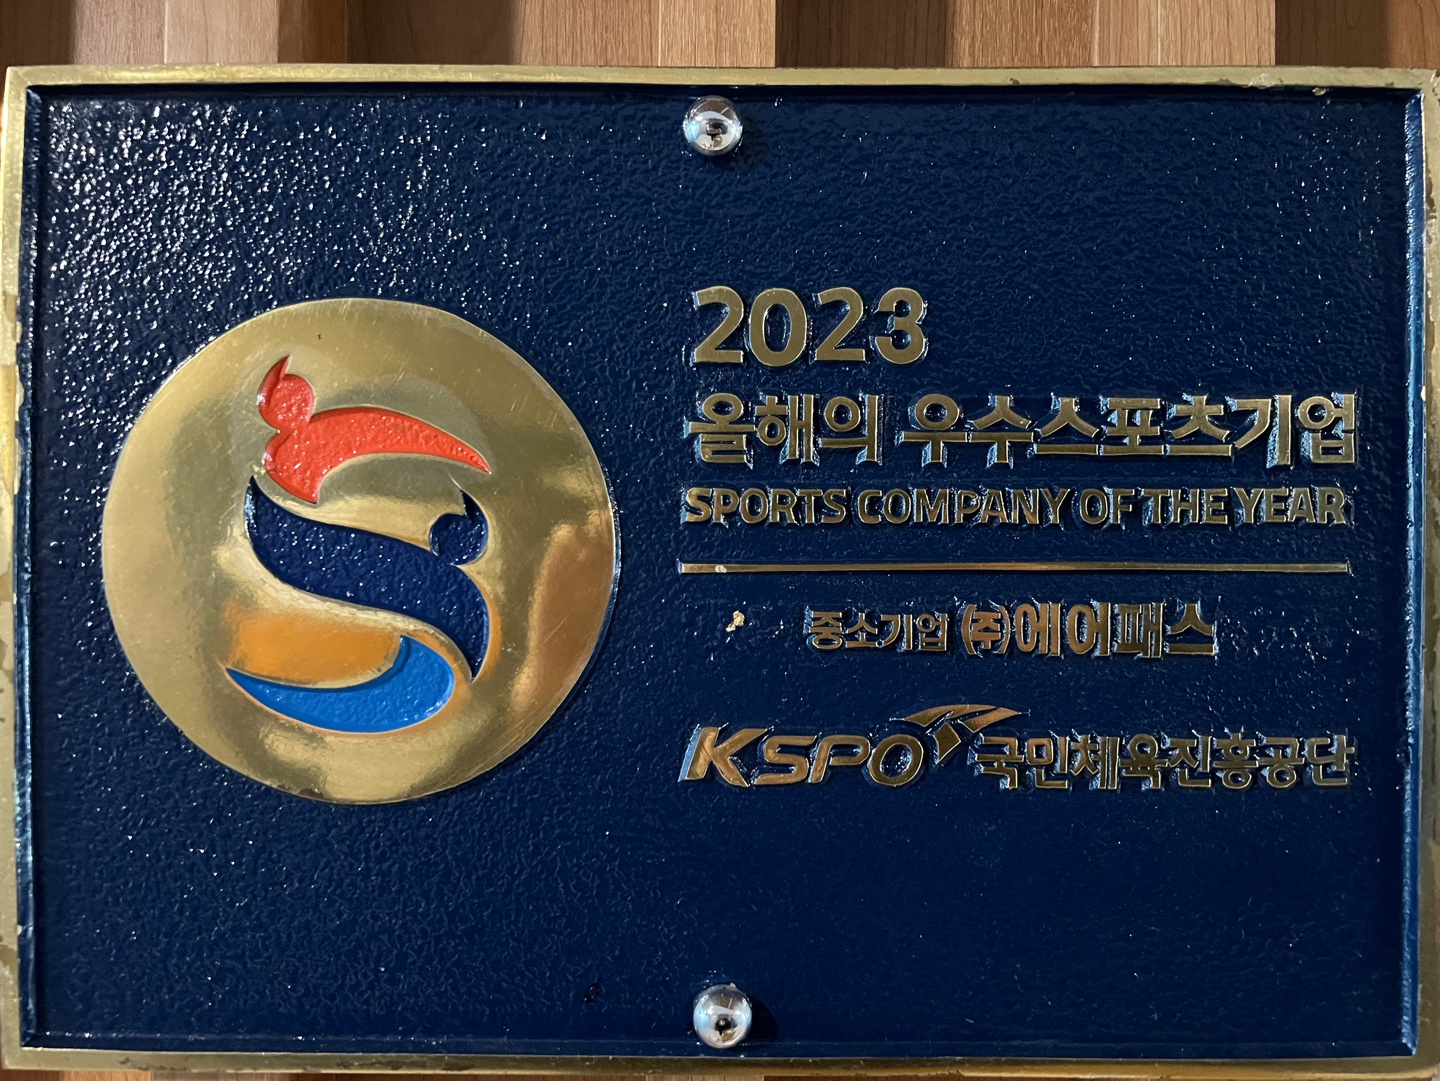 2023
올해의 우수스포츠기업
SPORTS COMPANY OF THE YEAR
중소기업 ㈜에어패스
KSPO 국민체육진흥공단